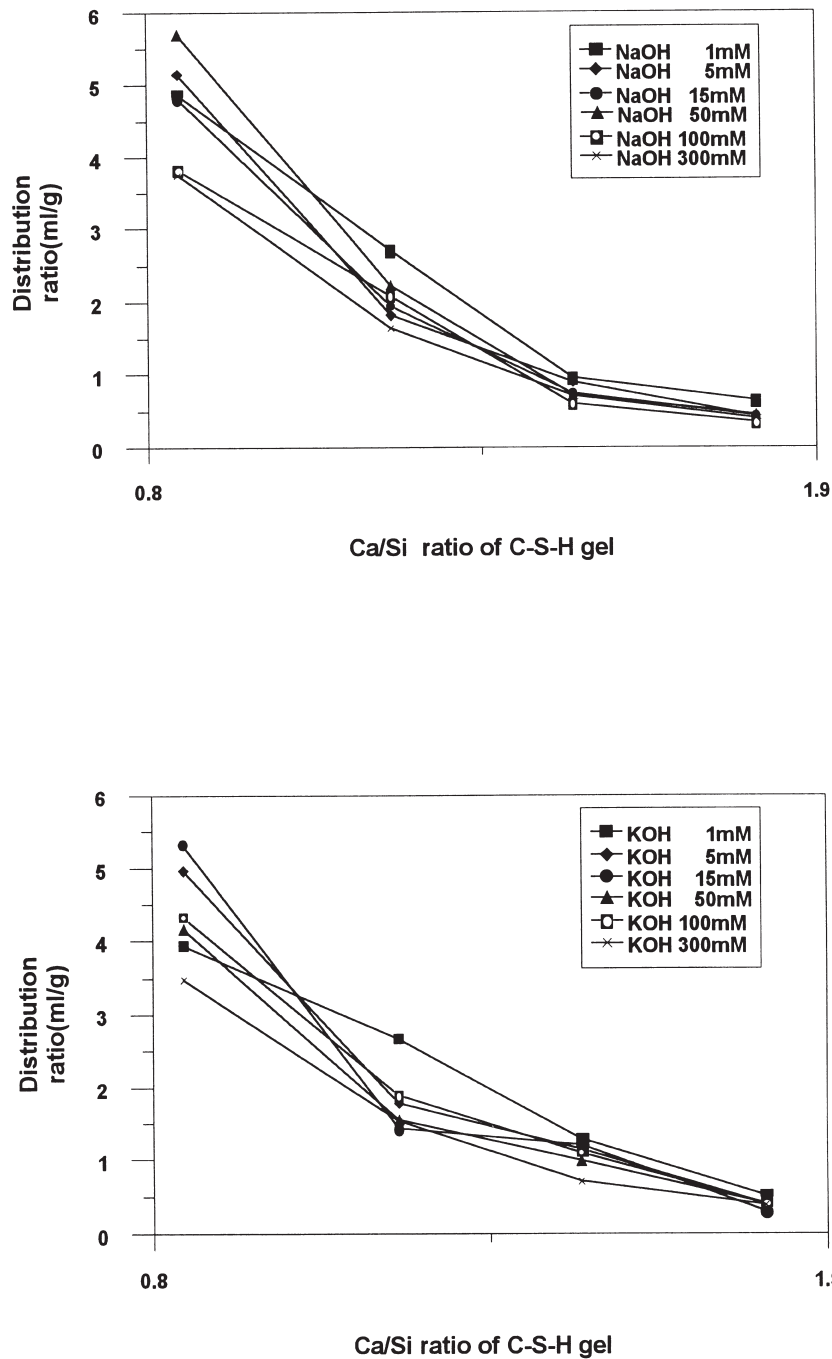 6
5
4
3
2
1
0
Distribution
ratio(ml/g)
NaOH 1mM
NaOH 5mM
NaOH 15mM
NaOH 50mM
NaOH 100mM
NaOH 300mM
0.8
1.9
Ca/Si ratio of C-S-H gel
6
5
4
3
2
1
0
Distribution
ratio(ml/g)
KOH 1mM
KOH 5mM
KOH 15mM
KOH 50mM
KOH 100mM
KOH 300mM
0.8
Ca/Si ratio of C-S-H gel